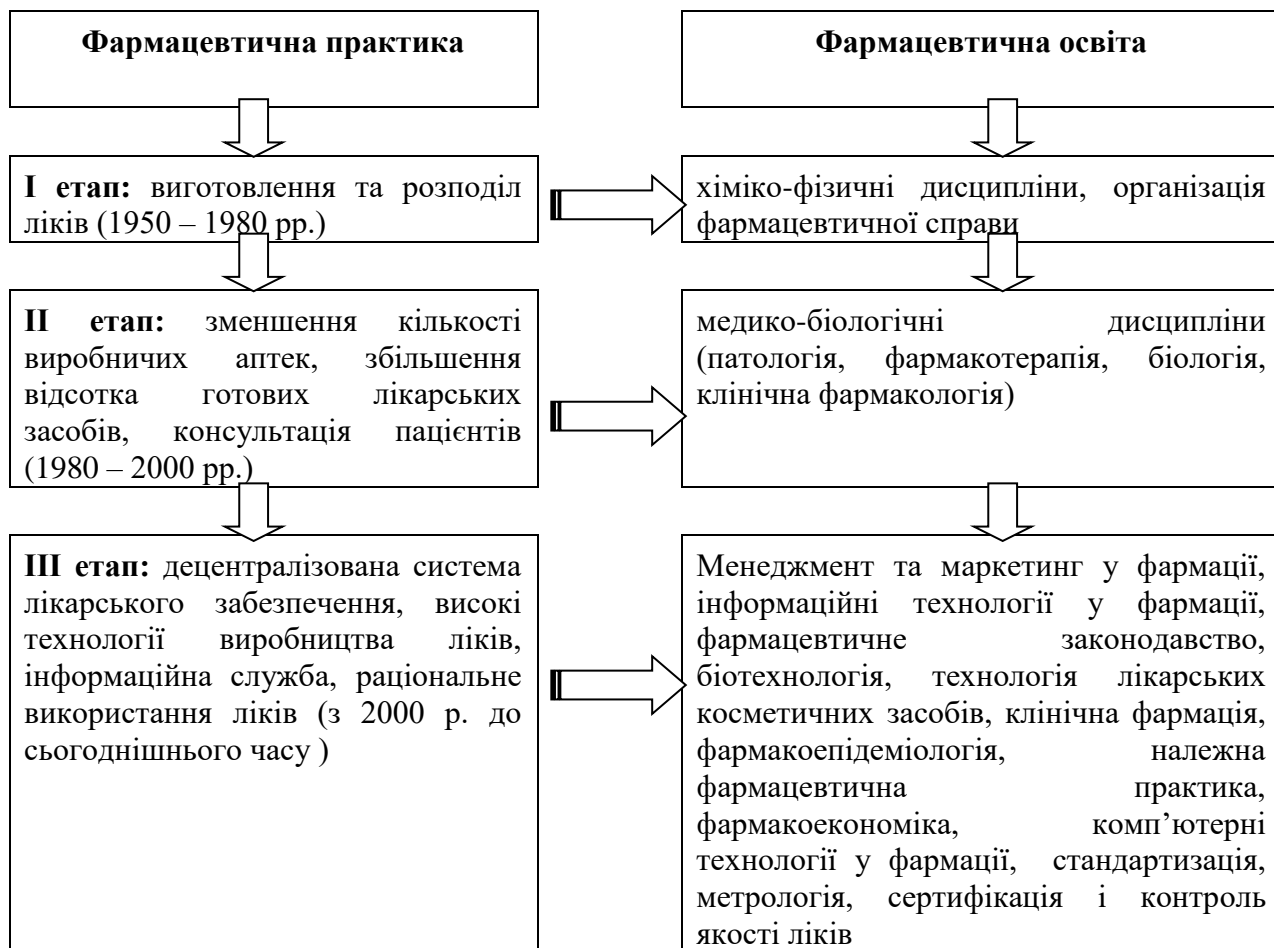 Фармацевтична практика
Фармацевтична освіта
І етап: виготовлення та розподіл
ліків (1950 – 1980 рр.)
хіміко-фізичні дисципліни, організація
фармацевтичної справи
ІІ етап: зменшення кількості
виробничих аптек, збільшення
відсотка готових лікарських
засобів, консультація пацієнтів
(1980 – 2000 рр.)
медико-біологічні дисципліни
(патологія, фармакотерапія, біологія,
клінічна фармакологія)
ІІІ етап: децентралізована система
лікарського забезпечення, високі
технології виробництва ліків,
інформаційна служба, раціональне
використання ліків (з 2000 р. до
сьогоднішнього часу )
Менеджмент та маркетинг у фармації,
інформаційні технології у фармації,
фармацевтичне законодавство,
біотехнологія, технологія лікарських
косметичних засобів, клінічна фармація,
фармакоепідеміологія, належна
фармацевтична практика,
фармакоекономіка, комп’ютерні
технології у фармації, стандартизація,
метрологія, сертифікація і контроль
якості ліків